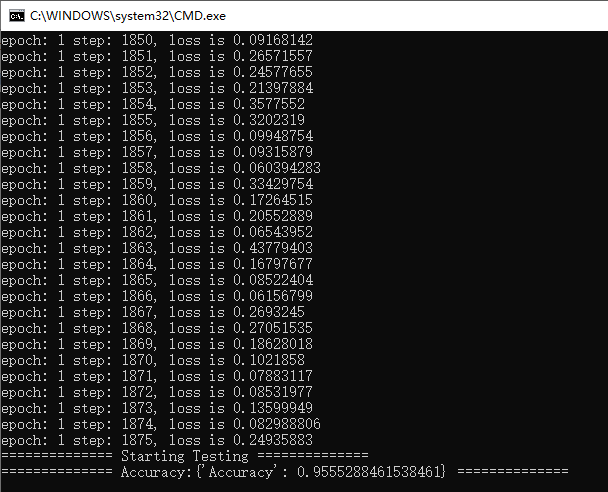 C:\WINDOWS\system32\CMD.exe
epoch: 1 step: 1850, loss is 0.09168142
epoch: 1 step: 1851, loss is 0.26571557
epoch: 1 step: 1852, loss is 0.24577655
epoch: 1 step: 1853, loss is 0.21397884
epoch: 1 step: 1854, loss is 0.3577552
epoch: 1 step: 1855, loss is 0.3202319
epoch: 1 step: 1856, loss is 0.09948754
epoch: 1 step: 1857, loss is 0.09315879
epoch: 1 step: 1858, loss is 0.060394283
epoch: 1 step: 1859, loss is 0.33429754
epoch: 1 step: 1860, loss is 0.17264515
epoch: 1 step: 1861, loss is 0.20552889
epoch: 1 step: 1862, loss is 0.06543952
epoch: 1 step: 1863, loss is 0.43779403
epoch: 1 step: 1864, loss is 0.16797677
epoch: 1 step: 1865, loss is 0.08522404
epoch: 1 step: 1866, loss is 0.06156799
epoch: 1 step: 1867, loss is 0.2693245
epoch: 1 step: 1868, loss is 0.27051535
epoch: 1 step: 1869, loss is 0.18628018
epoch: 1 step: 1870, loss is 0.1021858
epoch: 1 step: 1871, loss is 0.07883117
epoch: 1 step: 1872, loss is 0.08531977
epoch: 1 step: 1873, loss is 0.13599949
epoch: 1 step: 1874, loss is 0.082988806
epoch: 1 step: 1875, loss is 0.24935883
============== Starting Testing ==============
============== Accuracy:{'Accuracy': 0.9555288461538461} ==============